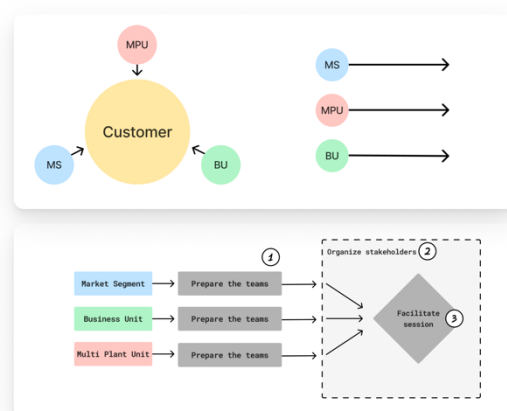 MPU
Customer
MS
BU
MS
MPU
BU
1
Organize stakeholders 2
Market Segment
Prepare the teams
Business Unit
Prepare the teams
Facilitate
session
3
Multi Plant Unit
Prepare the teams